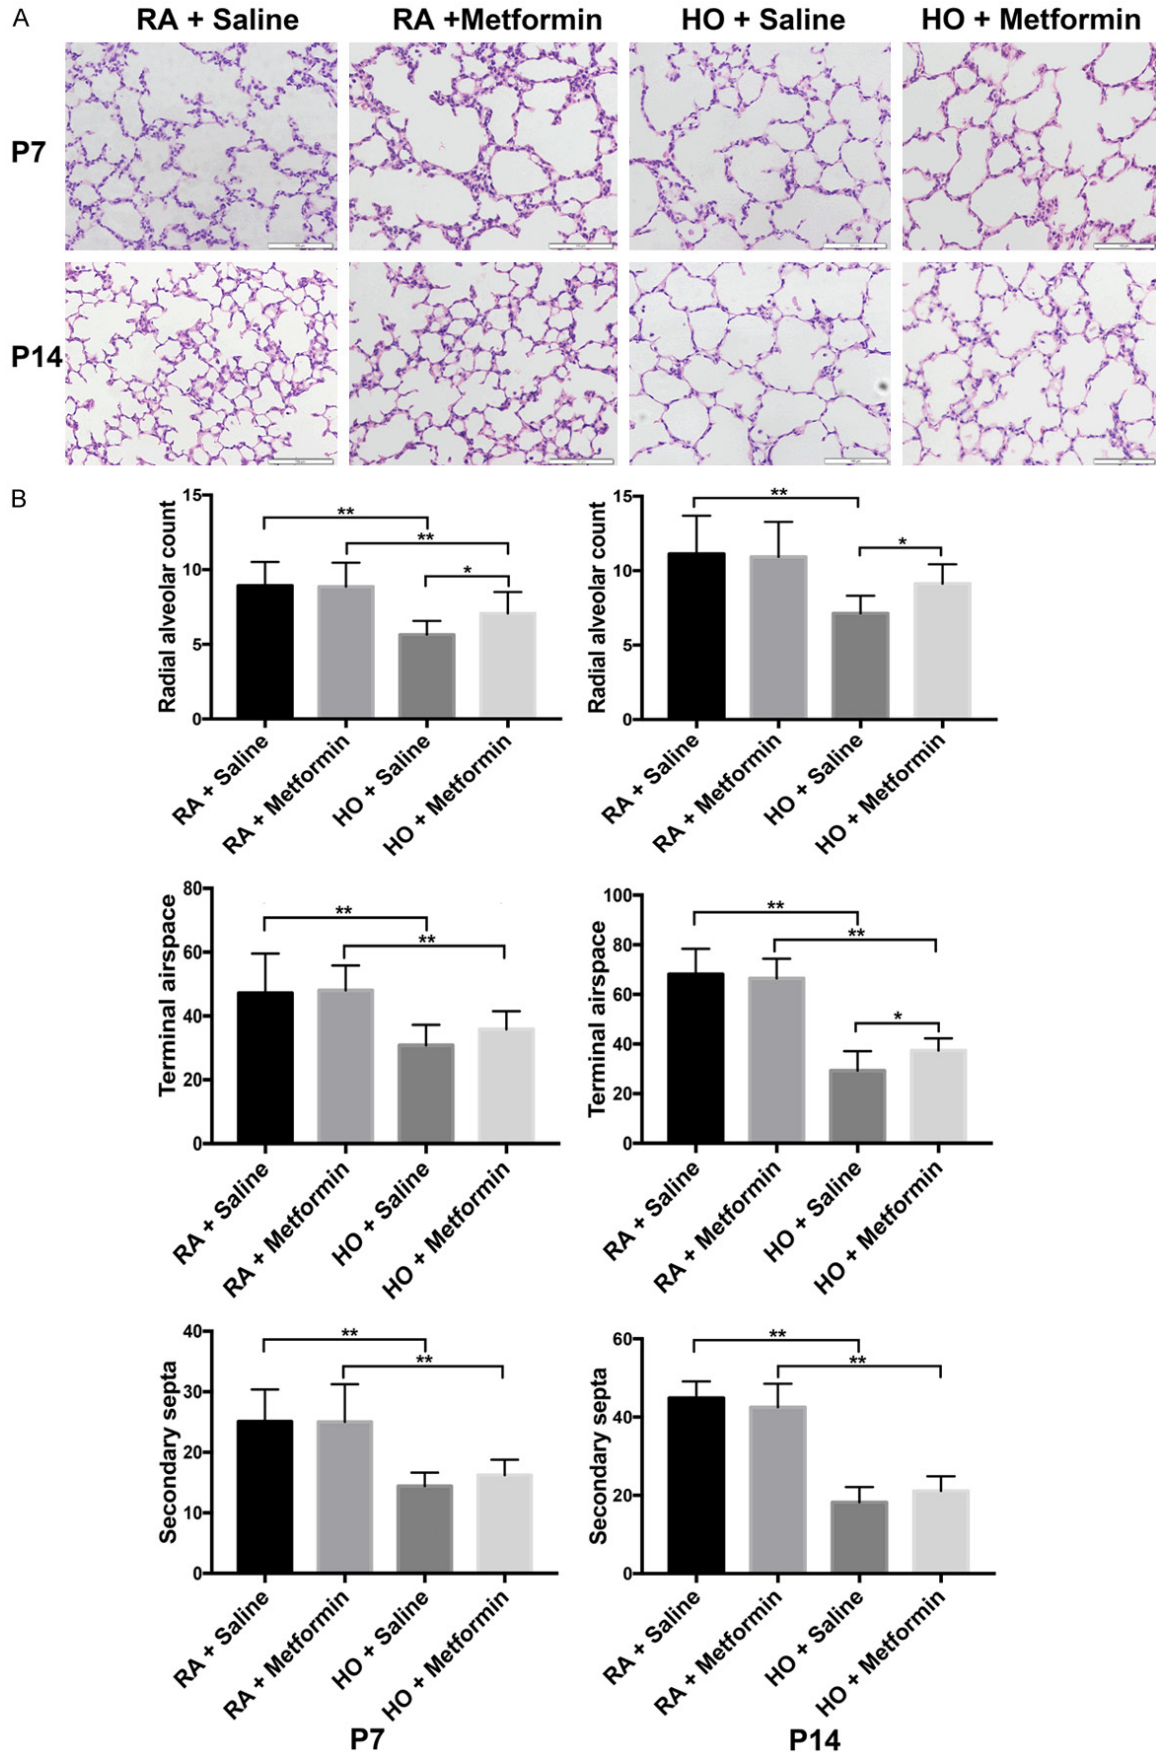 A
RA + Saline
RA +Metformin
HO + Saline
HO + Metformin
P7
P14
B
Radial alveolar count
15
10
5
0
**
**
*
RA + Saline
RA + Metformin
HO + Saline
HO + Metformin
Radial alveolar count
15
10
5
0
**
*
RA + Saline
RA + Metformin
HO + Saline
HO + Metformin
Terminal airspace
80
60
40
20
0
**
**
RA + Saline
RA + Metformin
HO + Saline
HO + Metformin
Terminal airspace
100
80
60
40
20
0
**
**
*
RA + Saline
RA + Metformin
HO + Saline
HO + Metformin
Secondary septa
40
30
20
10
0
**
**
RA + Saline
RA + Metformin
HO + Saline
HO + Metformin
P7
Secondary septa
60
40
20
0
**
**
RA + Saline
RA + Metformin
HO + Saline
HO + Metformin
P14